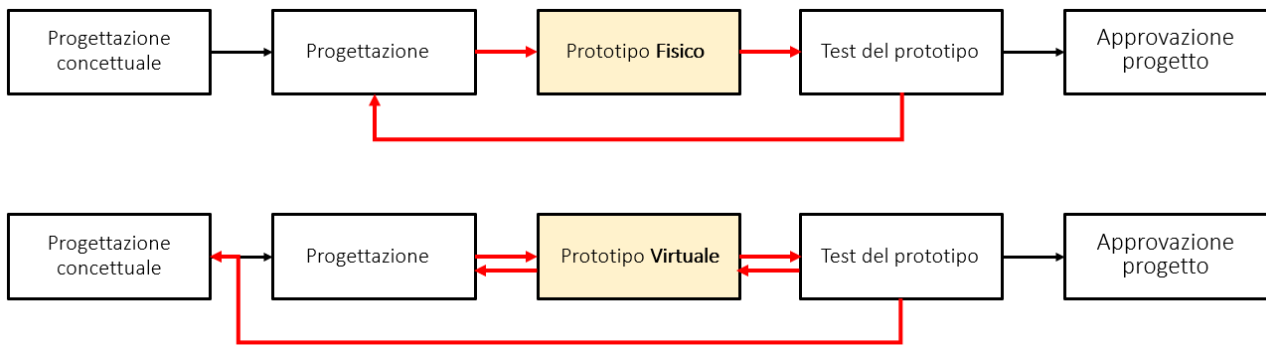 Progettazione
concettuale
Progettazione
Prototipo Fisico
Test del prototipo
Approvazione
progetto
Progettazione
concettuale
Progettazione
Prototipo Virtuale
Test del prototipo
Approvazione
progetto